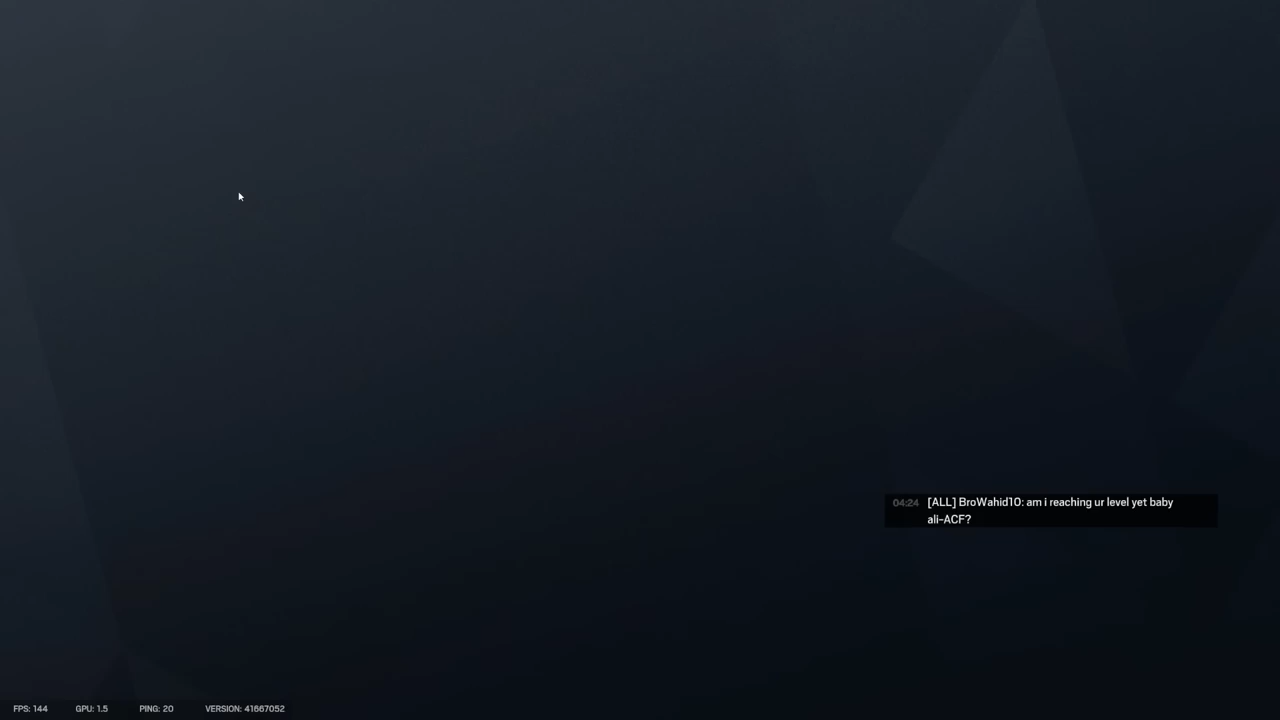 04:24 [ALL] BroWahid10: am i reaching ur level yet baby
ali-ACF?
FPS: 144 GPU: 1.5 PING: 20 VERSION: 41667052